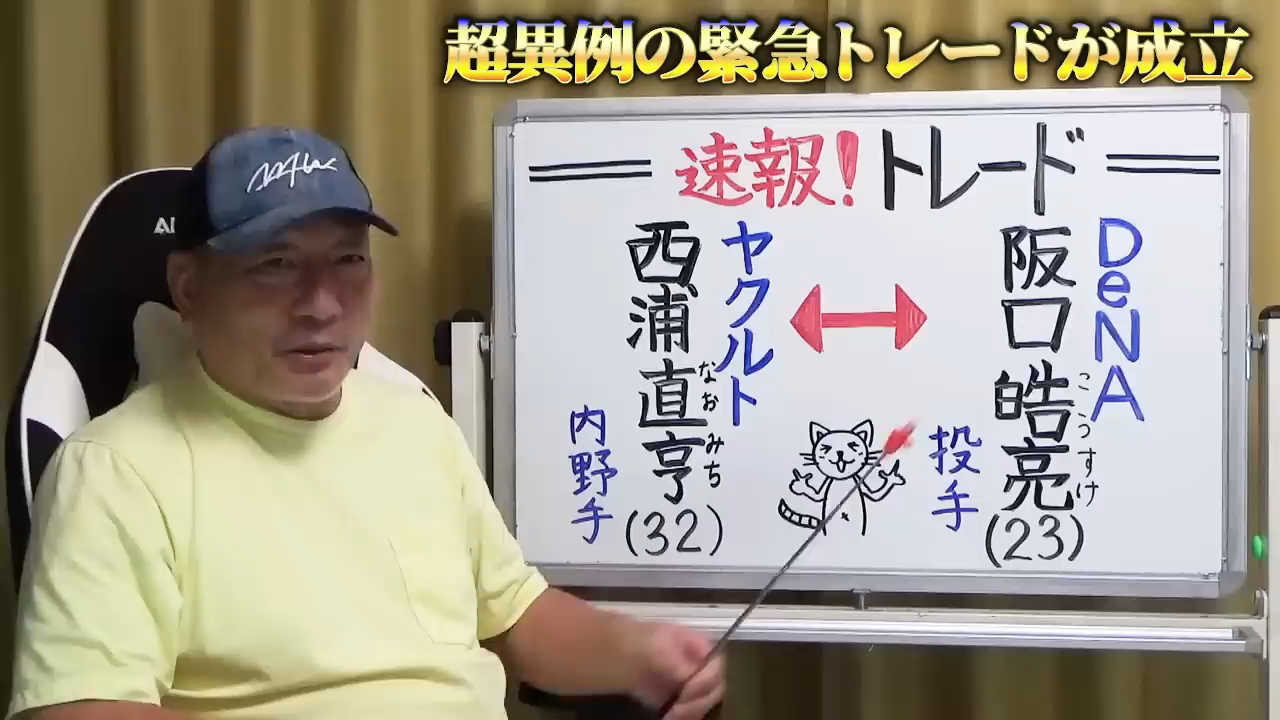 超異例の緊急トレードが成立
速報!トレード
DeNA
阪口皓亮
こうすけ
投手
(23)
ヤクルト
西浦直亨
なおみち
内野手
(32)